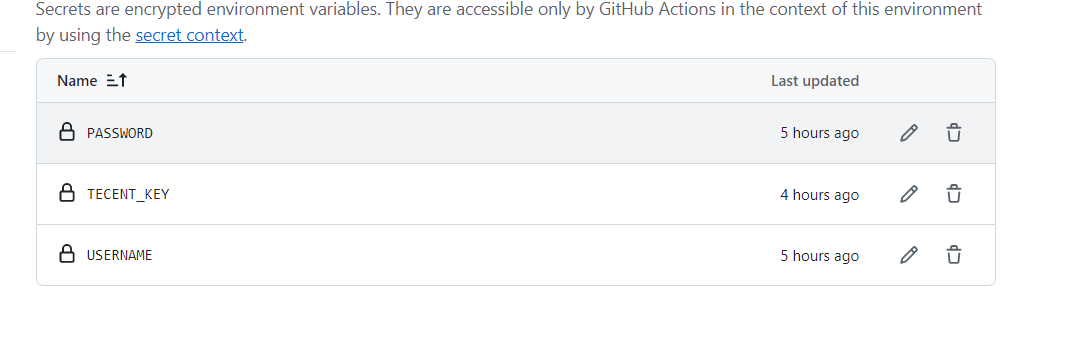 Secrets are encrypted environment variables. They are accessible only by GitHub Actions in the context of this environment
by using the secret context.
Name Last updated
PASSWORD 5 hours ago
TECENT_KEY 4 hours ago
USERNAME 5 hours ago